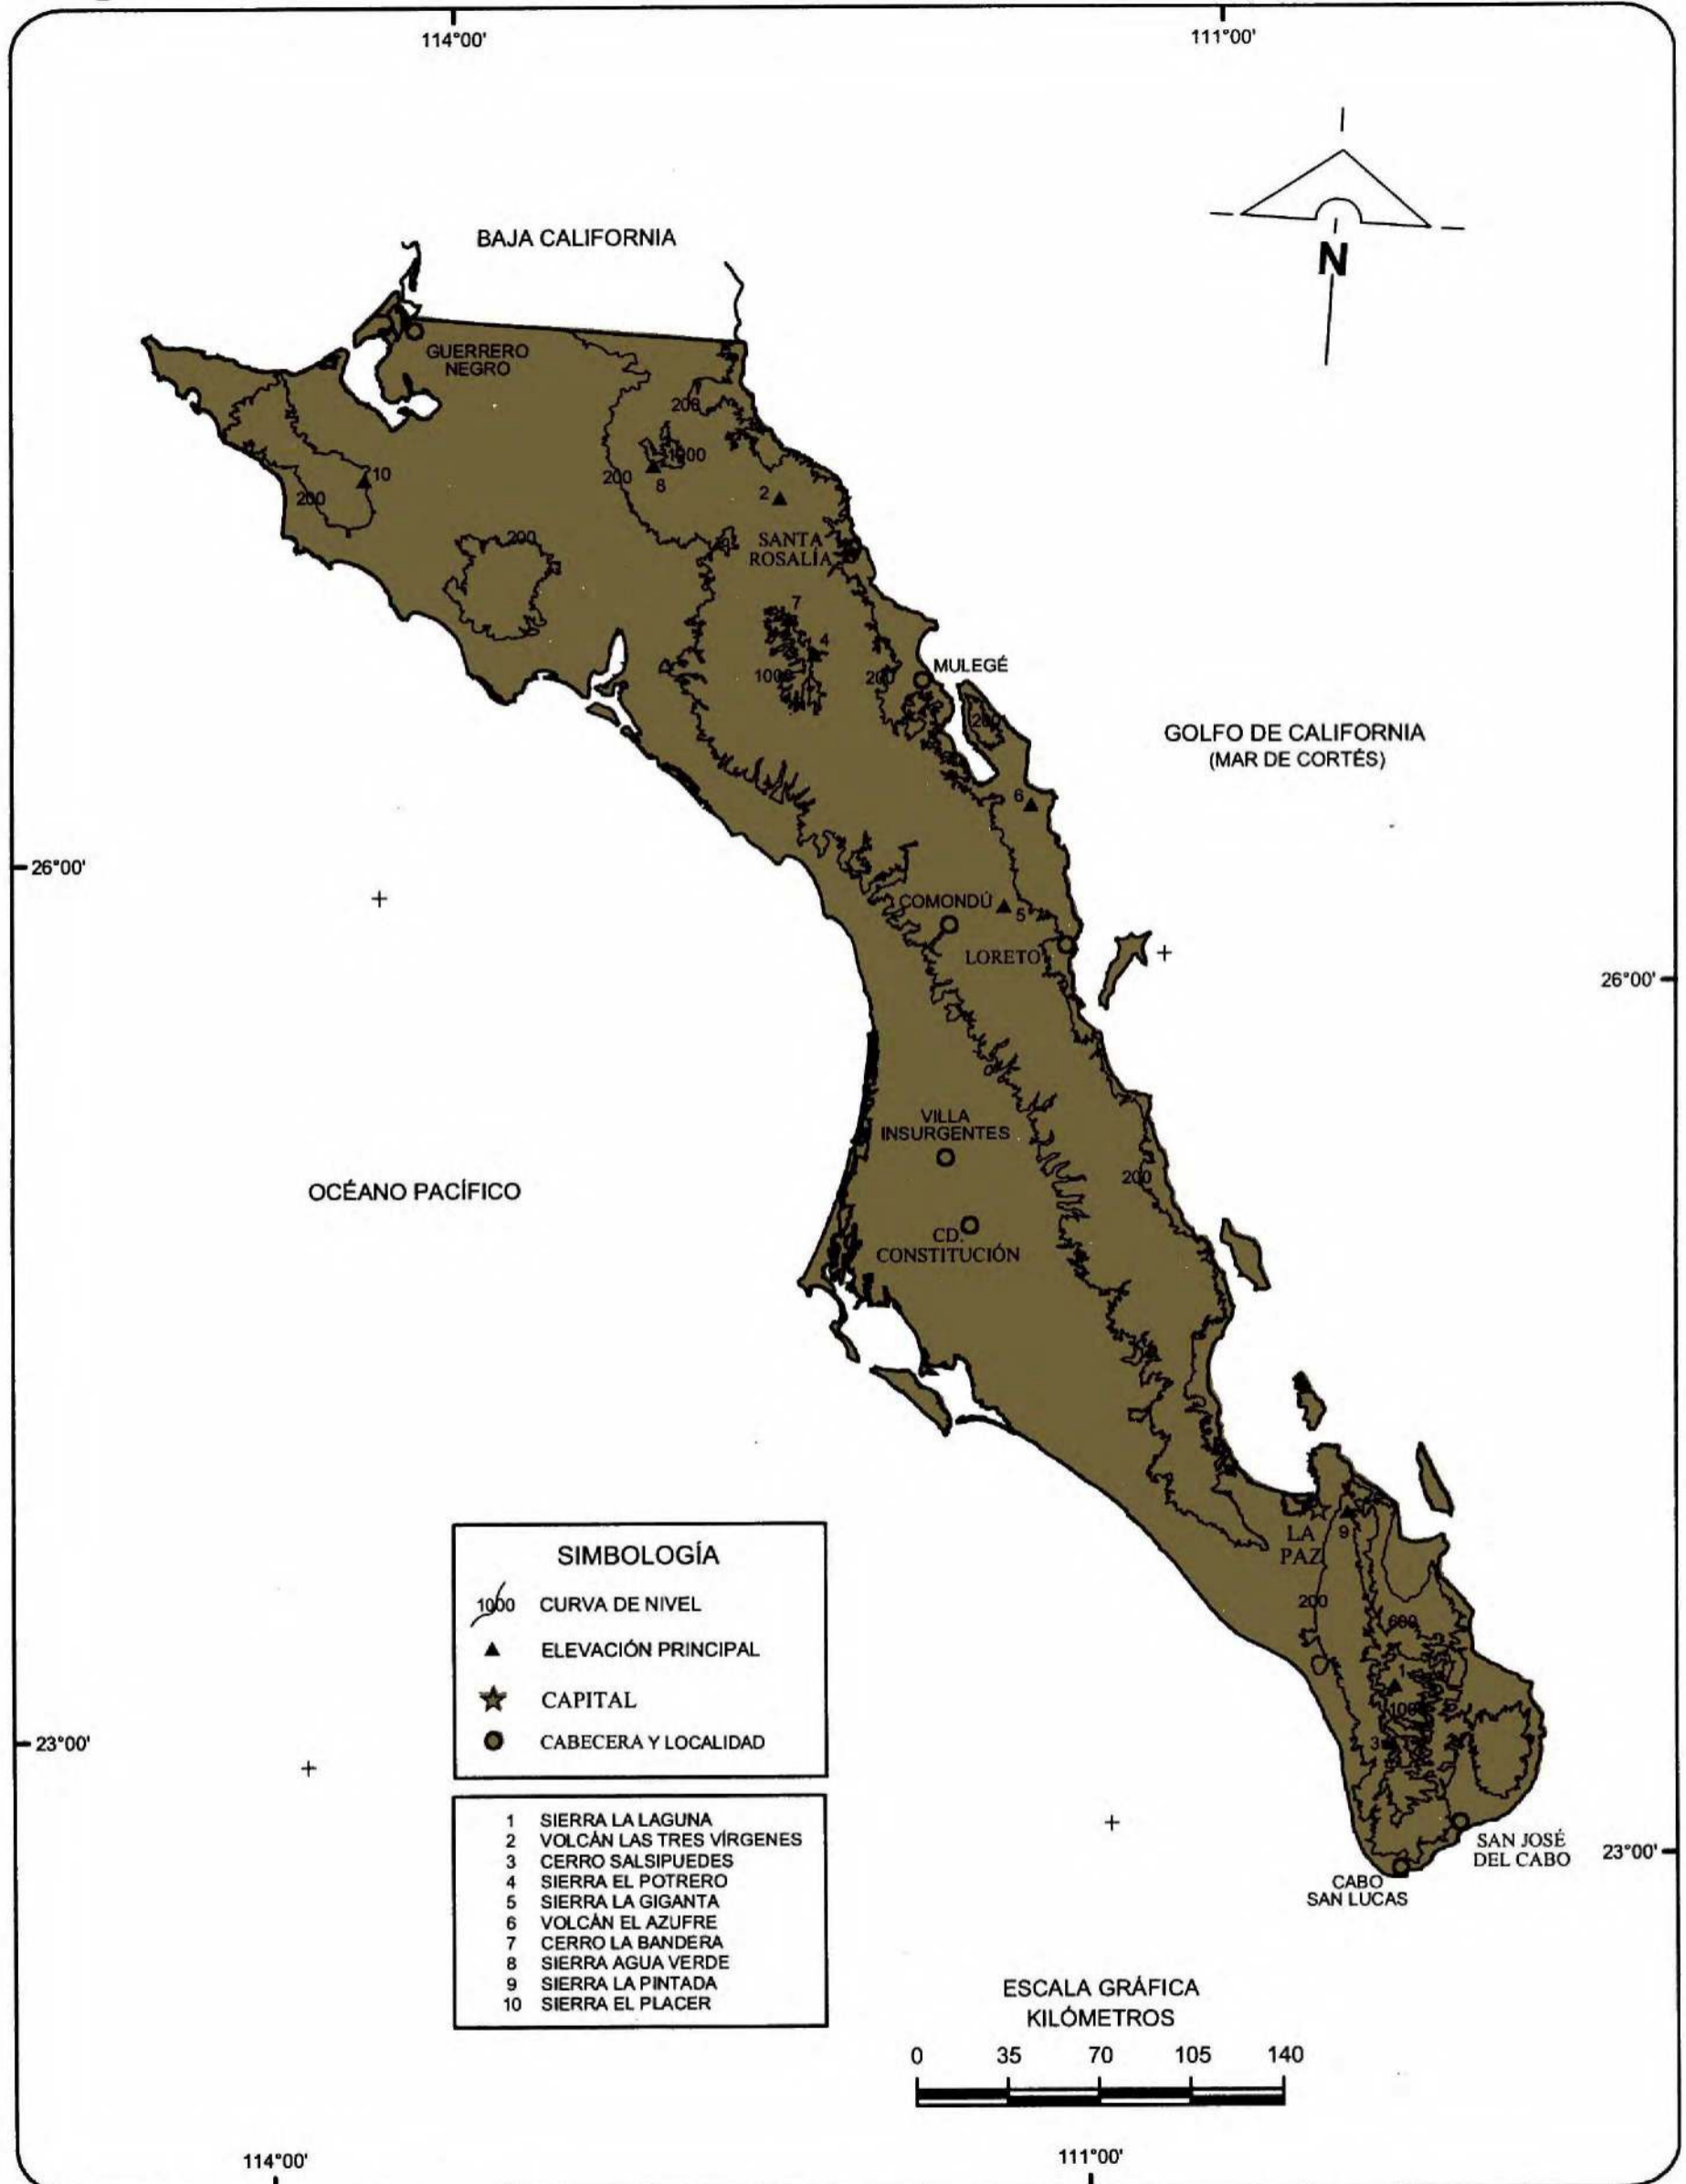 114°00'
111°00'
BAJA CALIFORNIA
N
GUERRERO
NEGRO
200
1000
200
8
10
200
2
200
SANTA
ROSALÍA
7
4
1000
200
MULEGÉ
200
GOLFO DE CALIFORNIA
(MAR DE CORTÉS)
6
26°00'
COMONDÚ
5
LORETO
26°00'
VILLA
INSURGENTES
200
OCÉANO PACÍFICO
CD.
CONSTITUCIÓN
LA
PAZ
9
200
600
1
3
23°00'
SAN JOSÉ
DEL CABO
23°00'
CABO
SAN LUCAS
SIMBOLOGÍA
1000 CURVA DE NIVEL
ELEVACIÓN PRINCIPAL
CAPITAL
CABECERA Y LOCALIDAD
1 SIERRA LA LAGUNA
2 VOLCÁN LAS TRES VÍRGENES
3 CERRO SALSIPUEDES
4 SIERRA EL POTRERO
5 SIERRA LA GIGANTA
6 VOLCÁN EL AZUFRE
7 CERRO LA BANDERA
8 SIERRA AGUA VERDE
9 SIERRA LA PINTADA
10 SIERRA EL PLACER
ESCALA GRÁFICA
KILÓMETROS
0 35 70 105 140
114°00'
111°00'